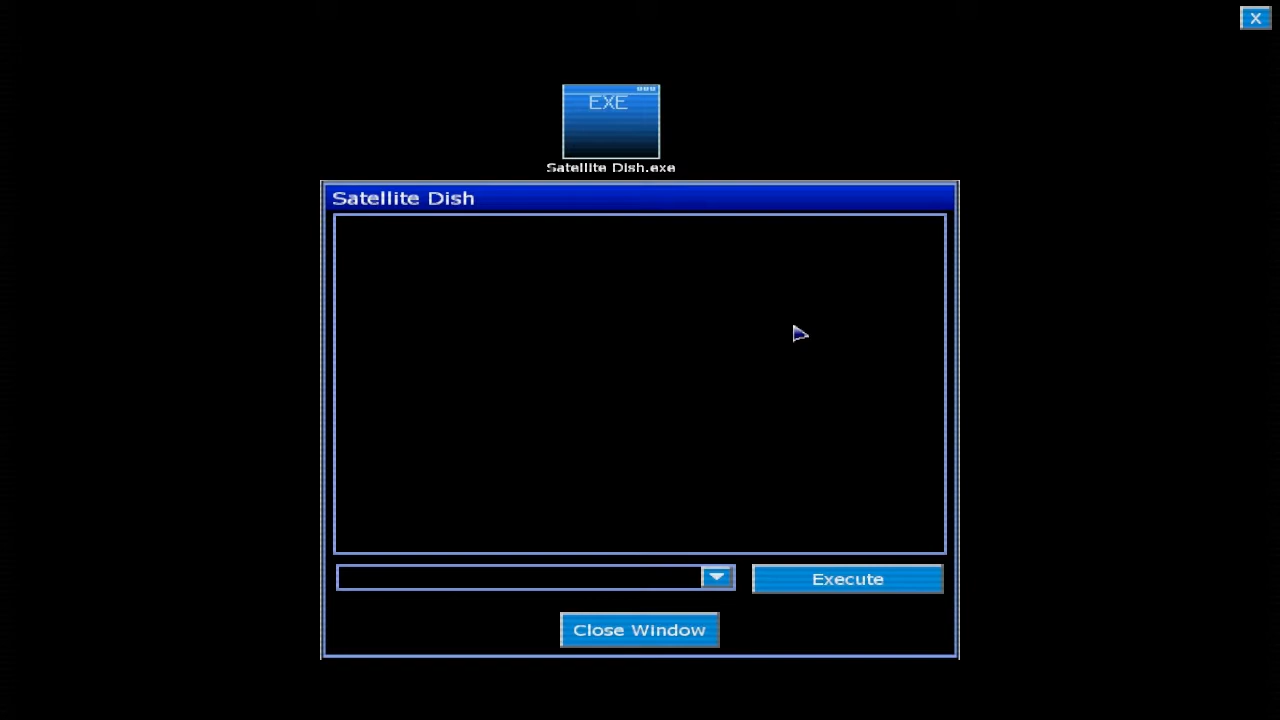 X
EXE
Satellite Dish.exe
Satellite Dish
Execute
Close Window